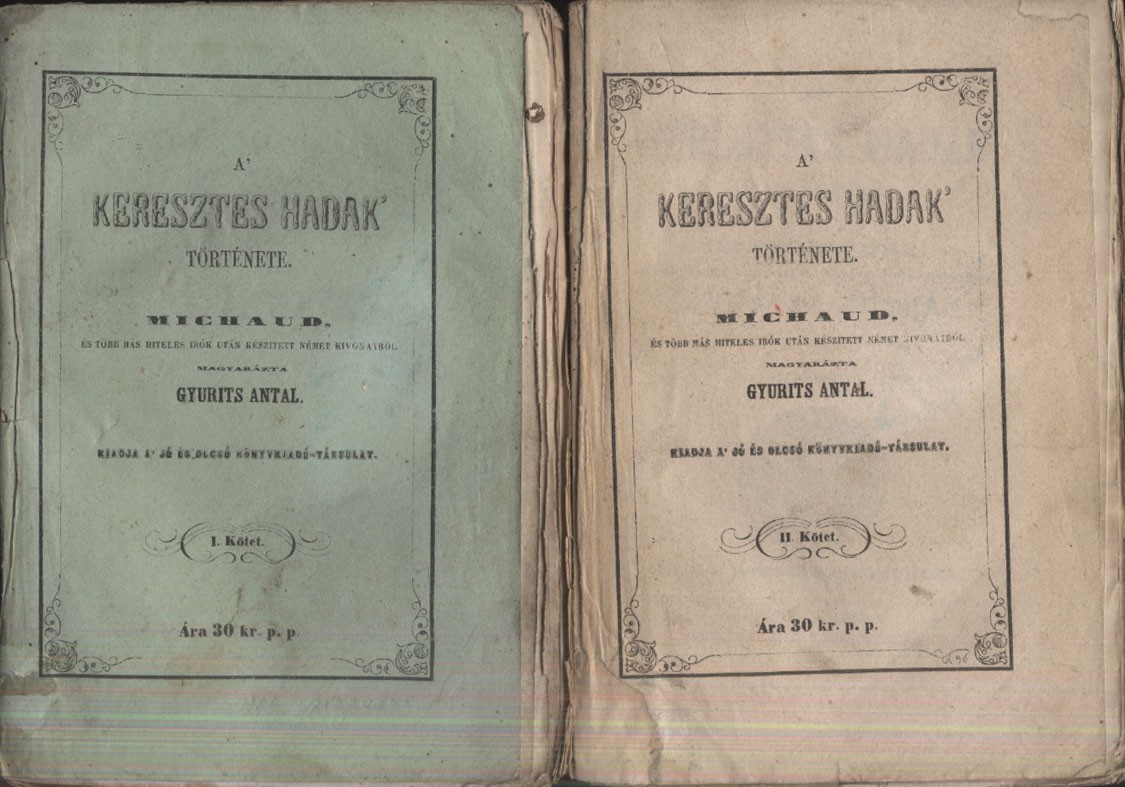 A'
KERESZTES HADAK'
TÖRTÉNETE.
MICHAUD,
ÉS TÖBB MÁS HITELES IRÓK UTÁN KÉSZITETT NÉMET KIVONATBÓL
MAGYARÁZTA
GYURITS ANTAL.
KIADJA A' JÓ ÉS OLCSÓ KÖNYVKIADÓ-TÁRSULAT.
I. Kötet.
Ára 30 kr. p. p.
A'
KERESZTES HADAK'
TÖRTÉNETE.
MICHAUD,
ÉS TÖBB MÁS HITELES IRÓK UTÁN KÉSZITETT NÉMET KIVONATBÓL.
MAGYARÁZTA
GYURITS ANTAL.
KIADJA A' JÓ ÉS OLCSÓ KÖNYVKIADÓ-TÁRSULAT.
II. Kötet.
Ára 30 kr. p. p.